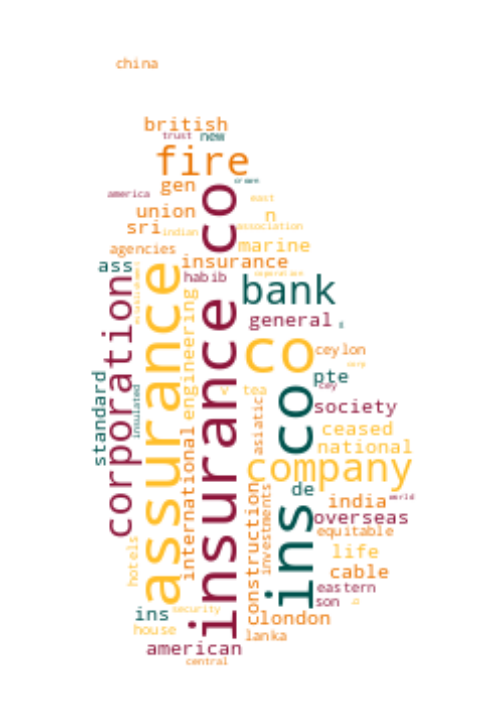 china
british
trust
new
fire
gen
america
east
union
n
sri
indian
association
marine
agencies
insurance
ass
habib
bank
general
co
ceylon
pte
cey
tea
v
society
ceased
national
company
de
india
world
overseas
equitable
life
cable
eastern
son
london
lanka
ins
security
house
american
central
corporation
standard
insulated
assurance
engineering
international
insurance co
asiatic
construction
investments
ins co
hotels